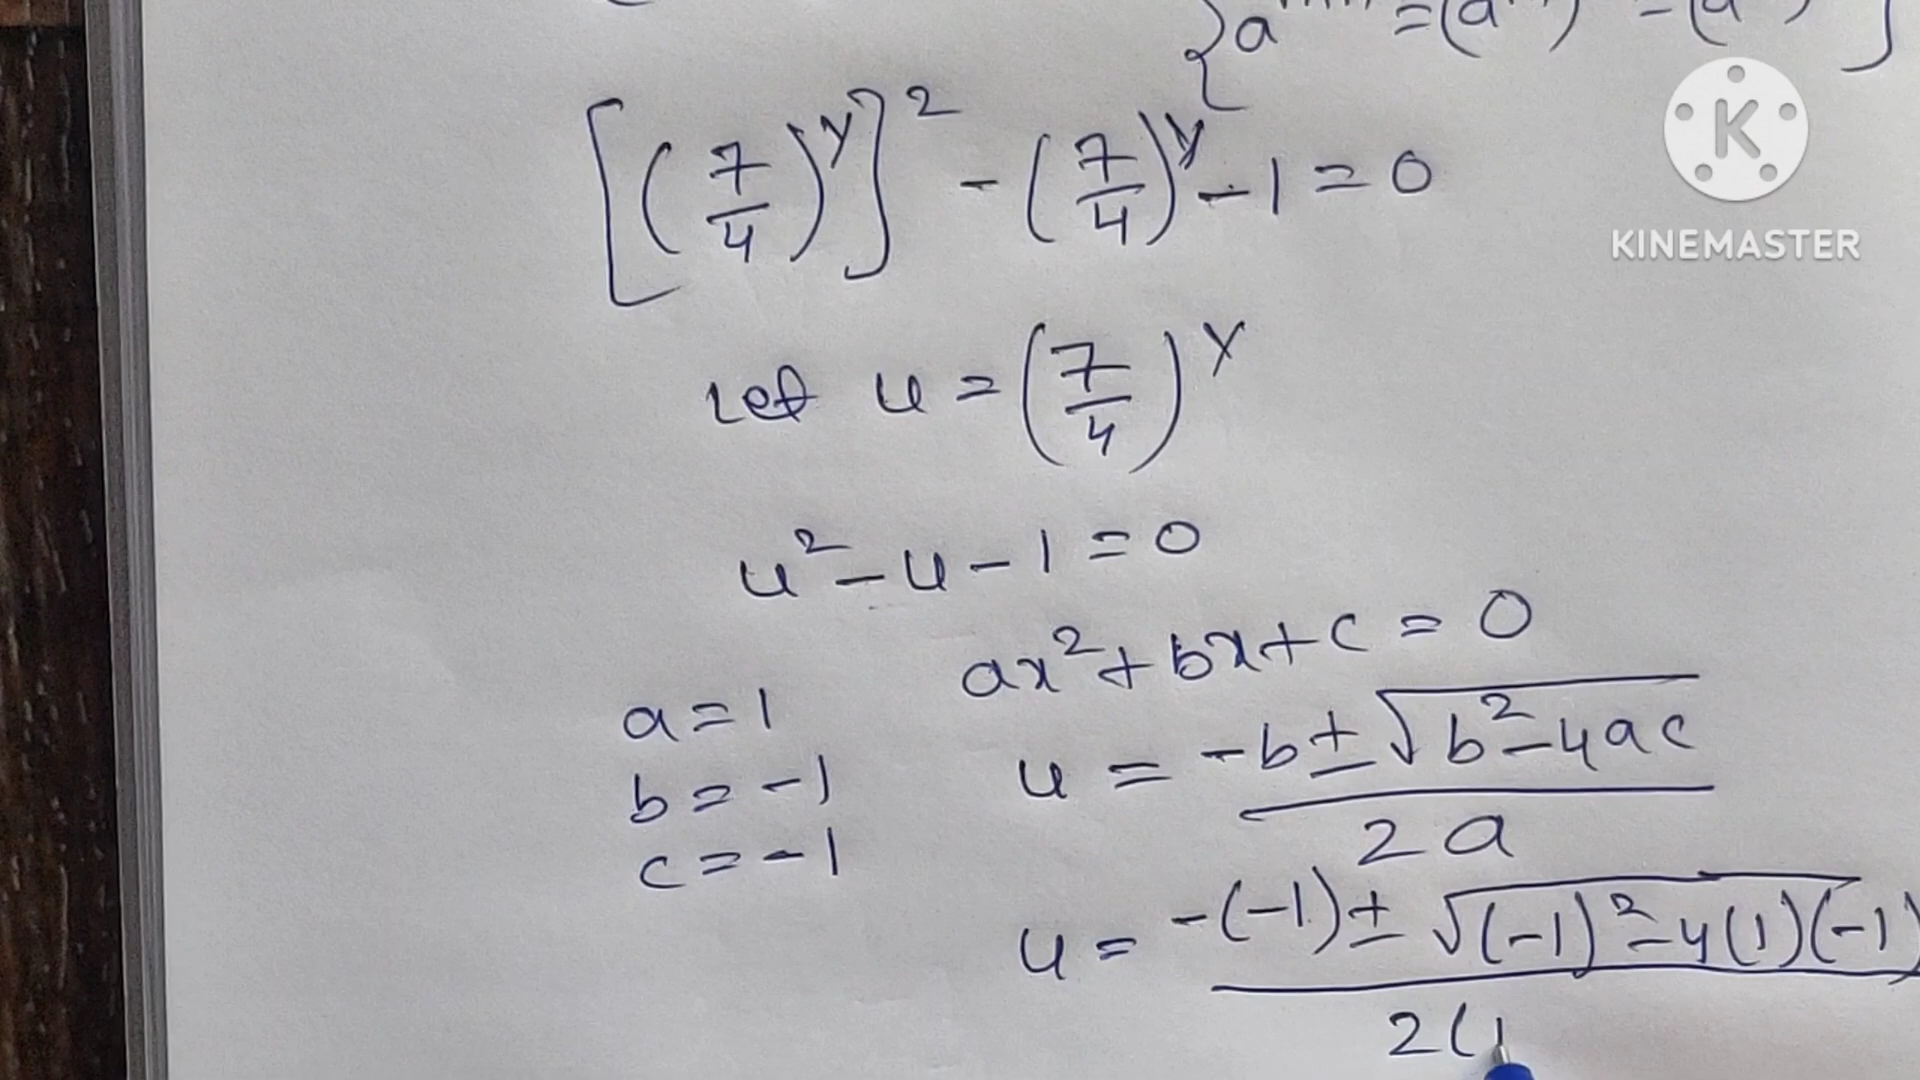 {a^mn = (a^m)^n = (a^n)^m}
[(7/4)^y]^2 - (7/4)^y - 1 = 0
K
KINEMASTER
Let u = (7/4)^y
u^2 - u - 1 = 0
ax^2 + bx + c = 0
a = 1
b = -1
c = -1
u = (-b ± √(b^2 - 4ac)) / 2a
u = (-(-1) ± √((-1)^2 - 4(1)(-1))) / 2(1